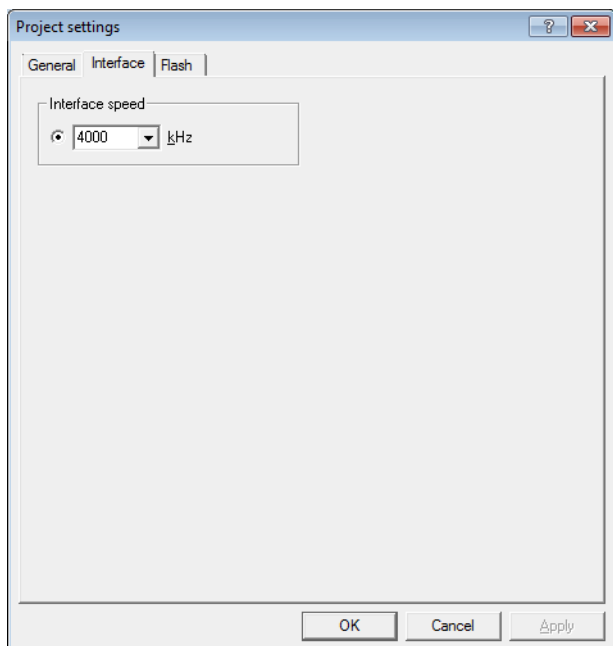 Project settings
General Interface Flash
Interface speed
4000 kHz
OK Cancel Apply